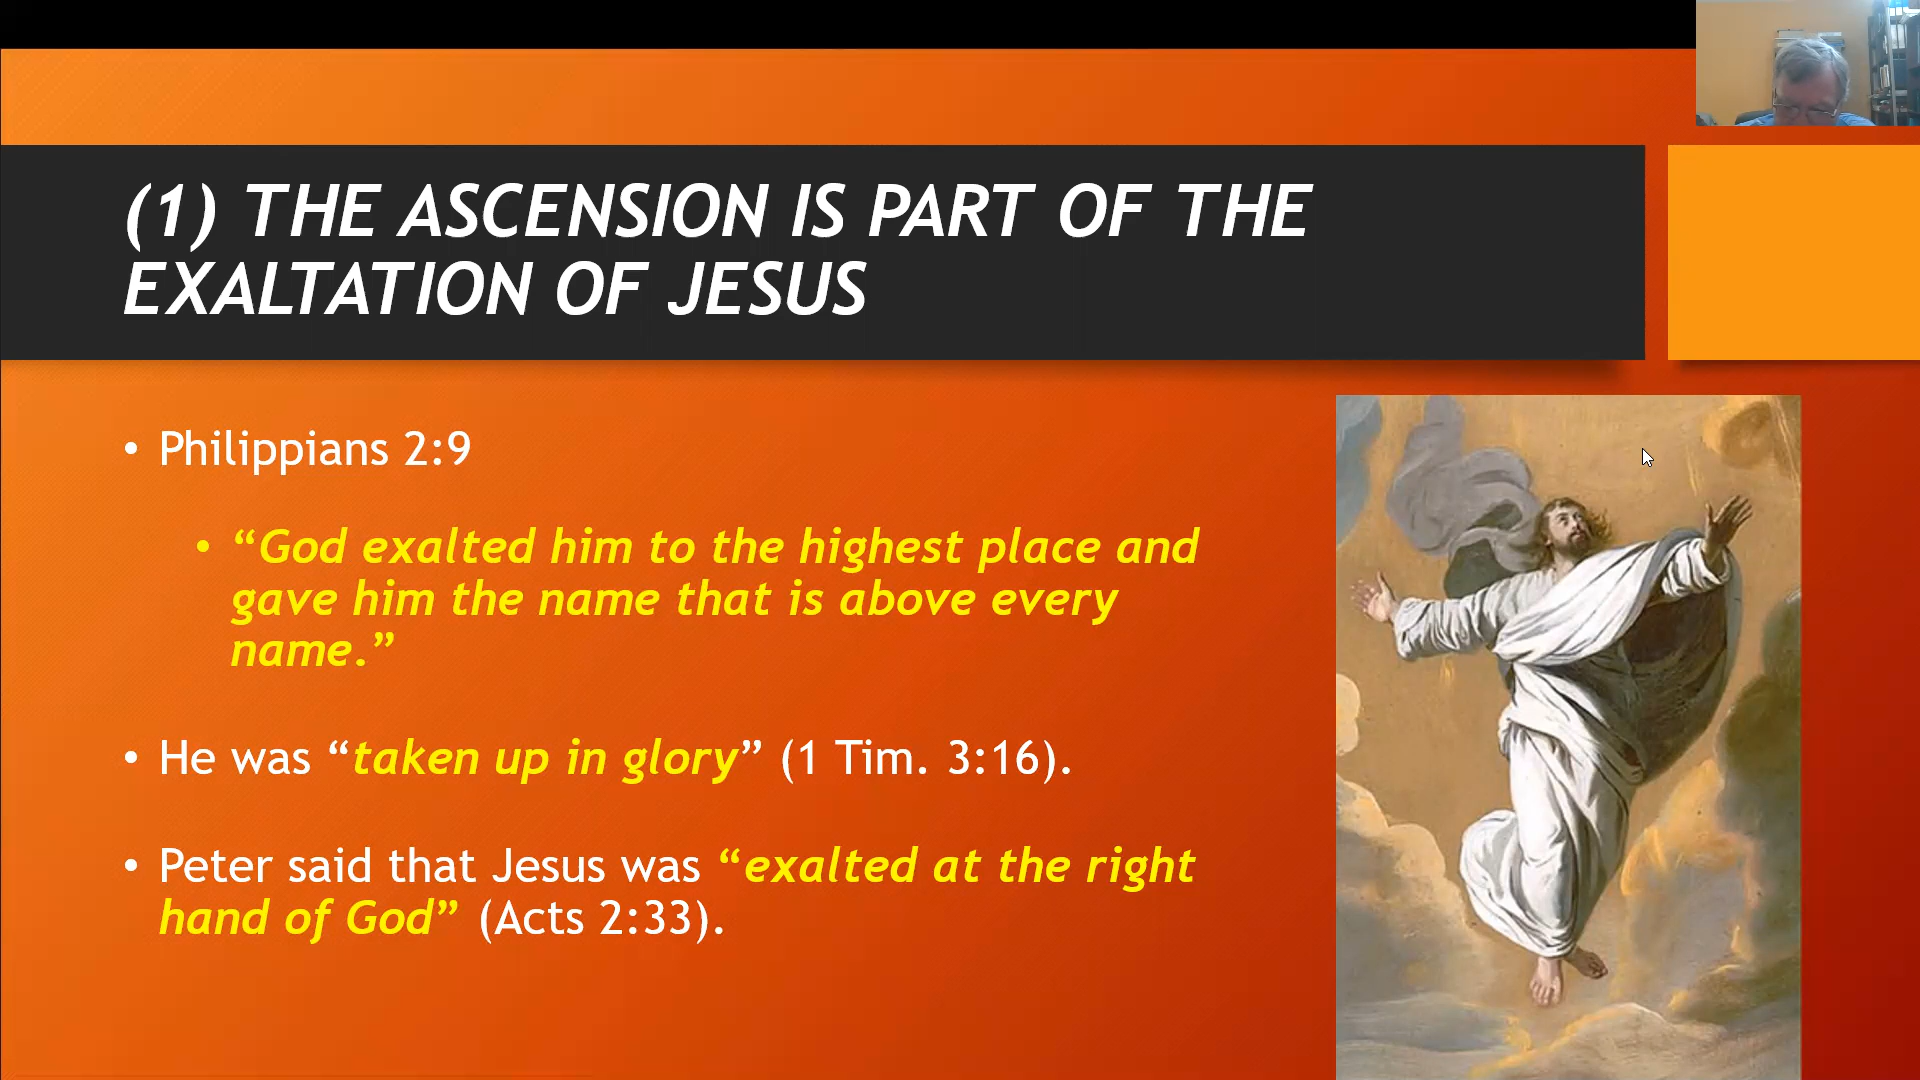 (1) THE ASCENSION IS PART OF THE
EXALTATION OF JESUS
• Philippians 2:9
• “God exalted him to the highest place and
gave him the name that is above every
name.”
• He was “taken up in glory” (1 Tim. 3:16).
• Peter said that Jesus was “exalted at the right
hand of God” (Acts 2:33).